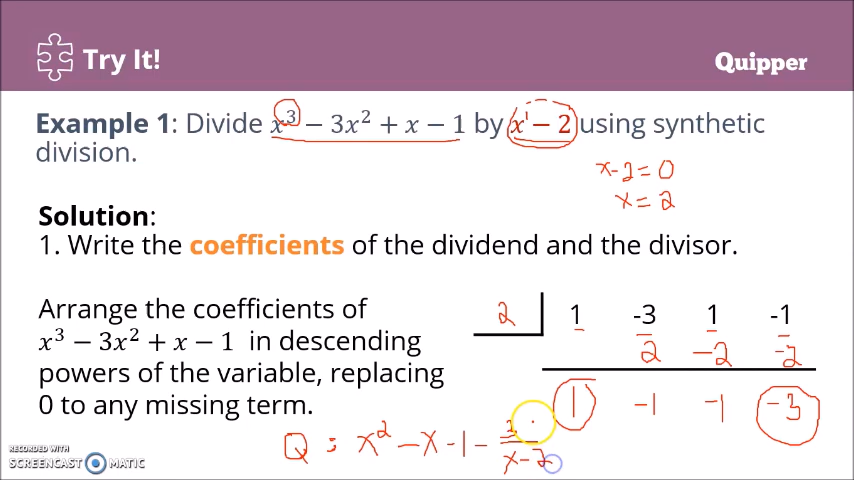 Try It!
Quipper
Example 1: Divide x³ − 3x² + x − 1 by x¹ − 2 using synthetic
division.
x-2 = 0
x = 2
Solution:
1. Write the coefficients of the dividend and the divisor.
Arrange the coefficients of
x³ − 3x² + x − 1 in descending
powers of the variable, replacing
0 to any missing term.
2 1 -3 1 -1
2 -2 -2
1 -1 -1 -3
Q : x² - x - 1 - 3/x-2
RECORDED WITH
SCREENCAST MATIC